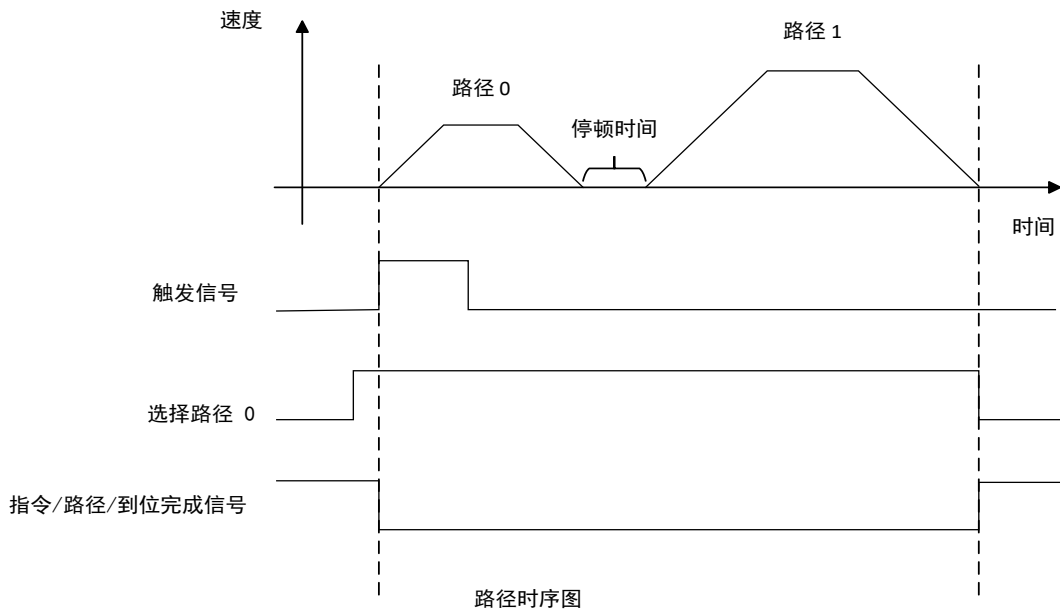 速度
路径 1
路径 0
停顿时间
时间
触发信号
选择路径 0
指令/路径/到位完成信号
路径时序图